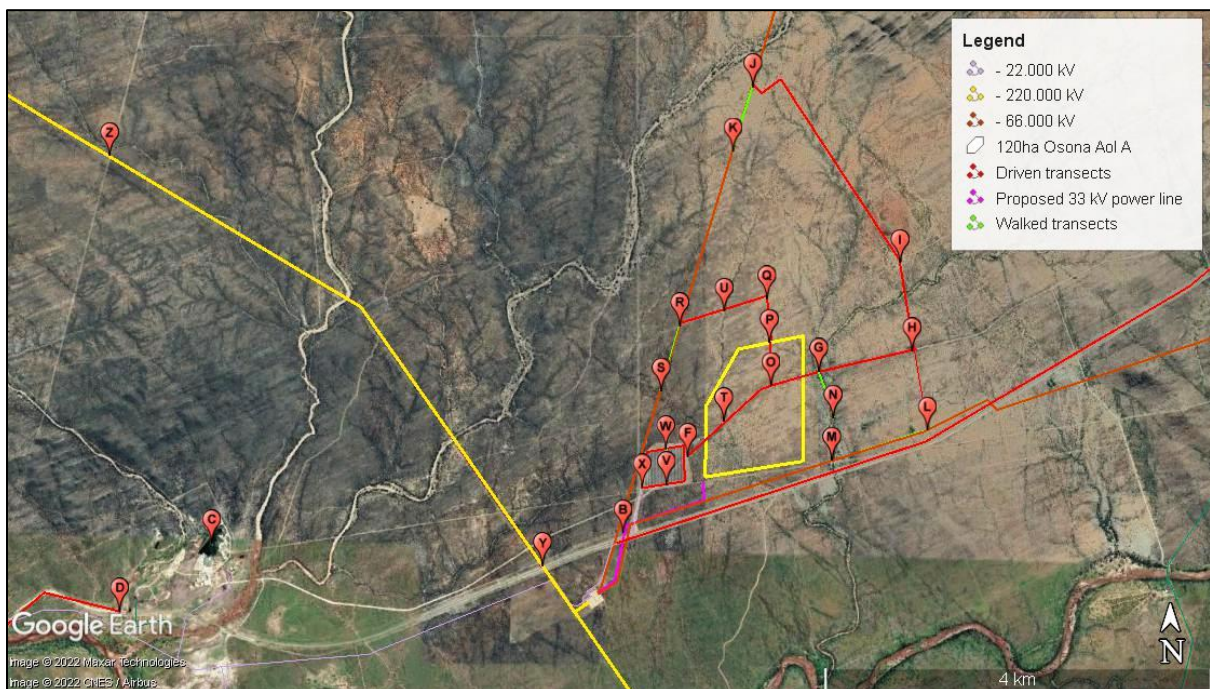 Legend
- 22.000 kV
- 220.000 kV
- 66.000 kV
120ha Osona AoI A
Driven transects
Proposed 33 kV power line
Walked transects
J
Z
K
I
Q
U
R
P
H
G
O
S
N
T
L
W
F
M
V
X
B
C
Y
D
Google Earth
N
Image © 2022 Maxar Technologies
Image © 2022 CNES / Airbus
4 km